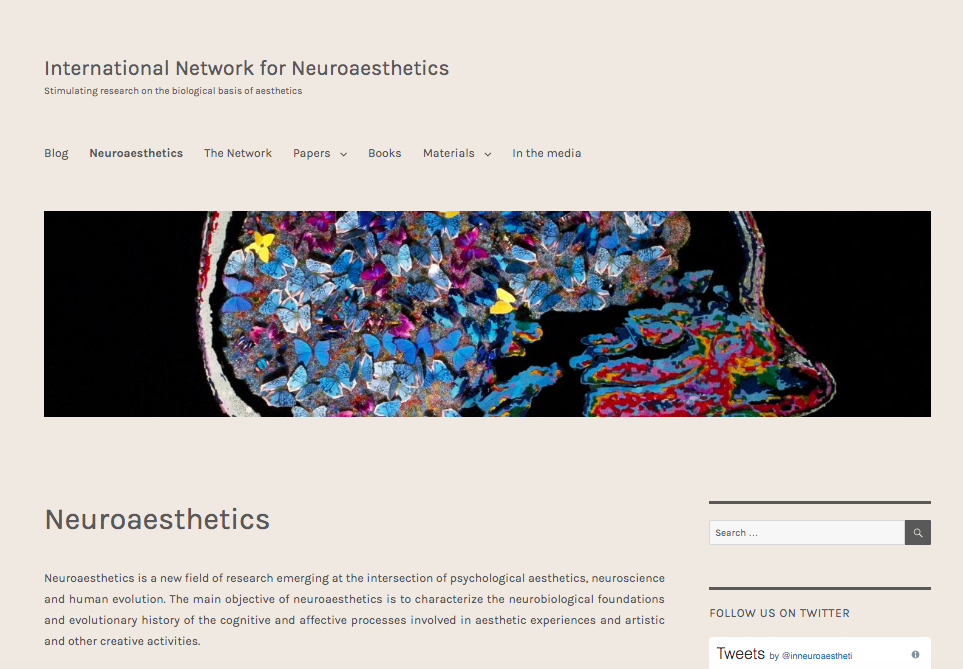 International Network for Neuroaesthetics
Stimulating research on the biological basis of aesthetics
Blog Neuroaesthetics The Network Papers Books Materials In the media
Neuroaesthetics
Neuroaesthetics is a new field of research emerging at the intersection of psychological aesthetics, neuroscience
and human evolution. The main objective of neuroaesthetics is to characterize the neurobiological foundations
and evolutionary history of the cognitive and affective processes involved in aesthetic experiences and artistic
and other creative activities.
Search …
FOLLOW US ON TWITTER
Tweets by @inneuroaestheti